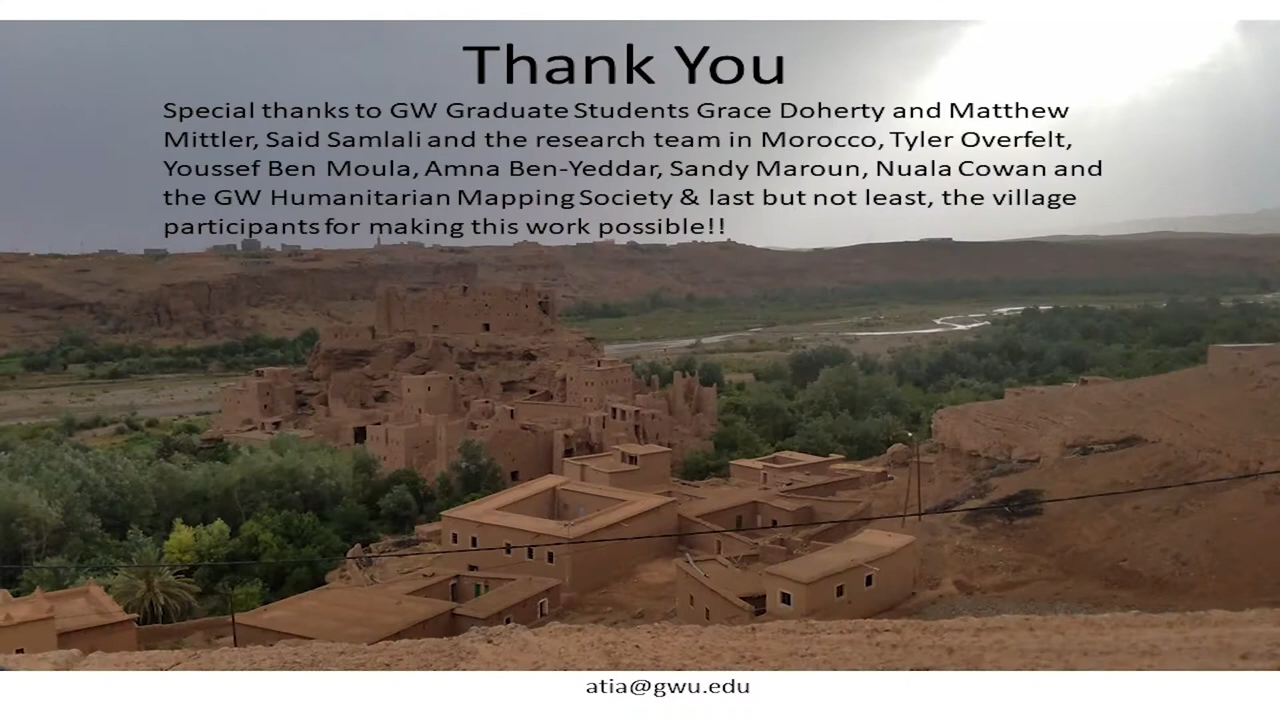 Thank You
Special thanks to GW Graduate Students Grace Doherty and Matthew
Mittler, Said Samlali and the research team in Morocco, Tyler Overfelt,
Youssef Ben Moula, Amna Ben-Yeddar, Sandy Maroun, Nuala Cowan and
the GW Humanitarian Mapping Society & last but not least, the village
participants for making this work possible!!
atia@gwu.edu